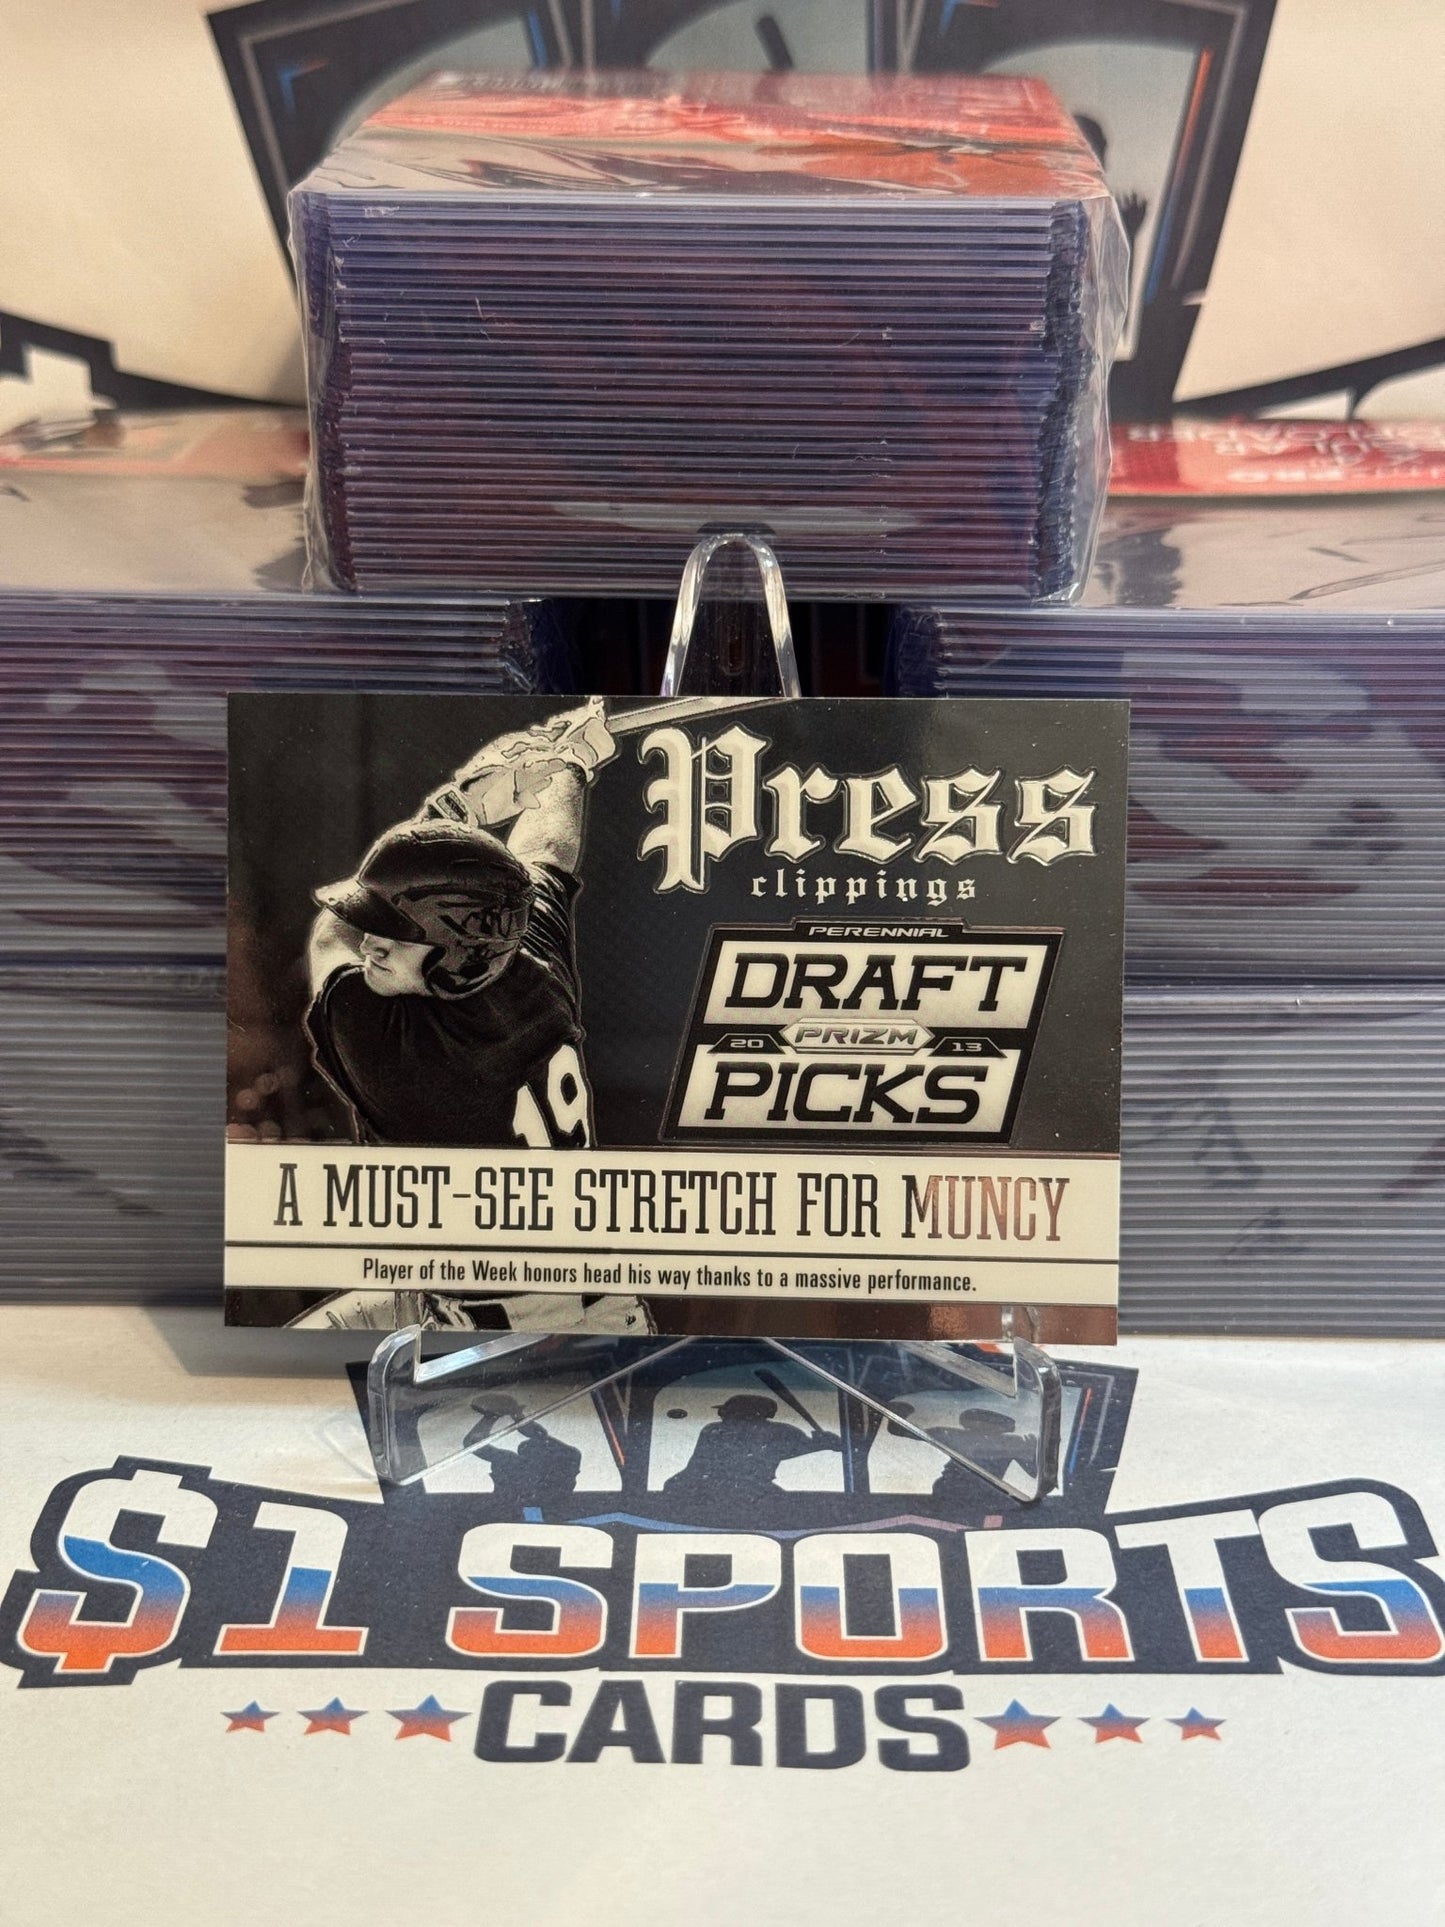 Press
clippings
PERENNIAL
DRAFT
20 PRIZM 13
PICKS
19
A MUST-SEE STRETCH FOR MUNCY
Player of the Week honors head his way thanks to a massive performance.
$1 SPORTS
CARDS